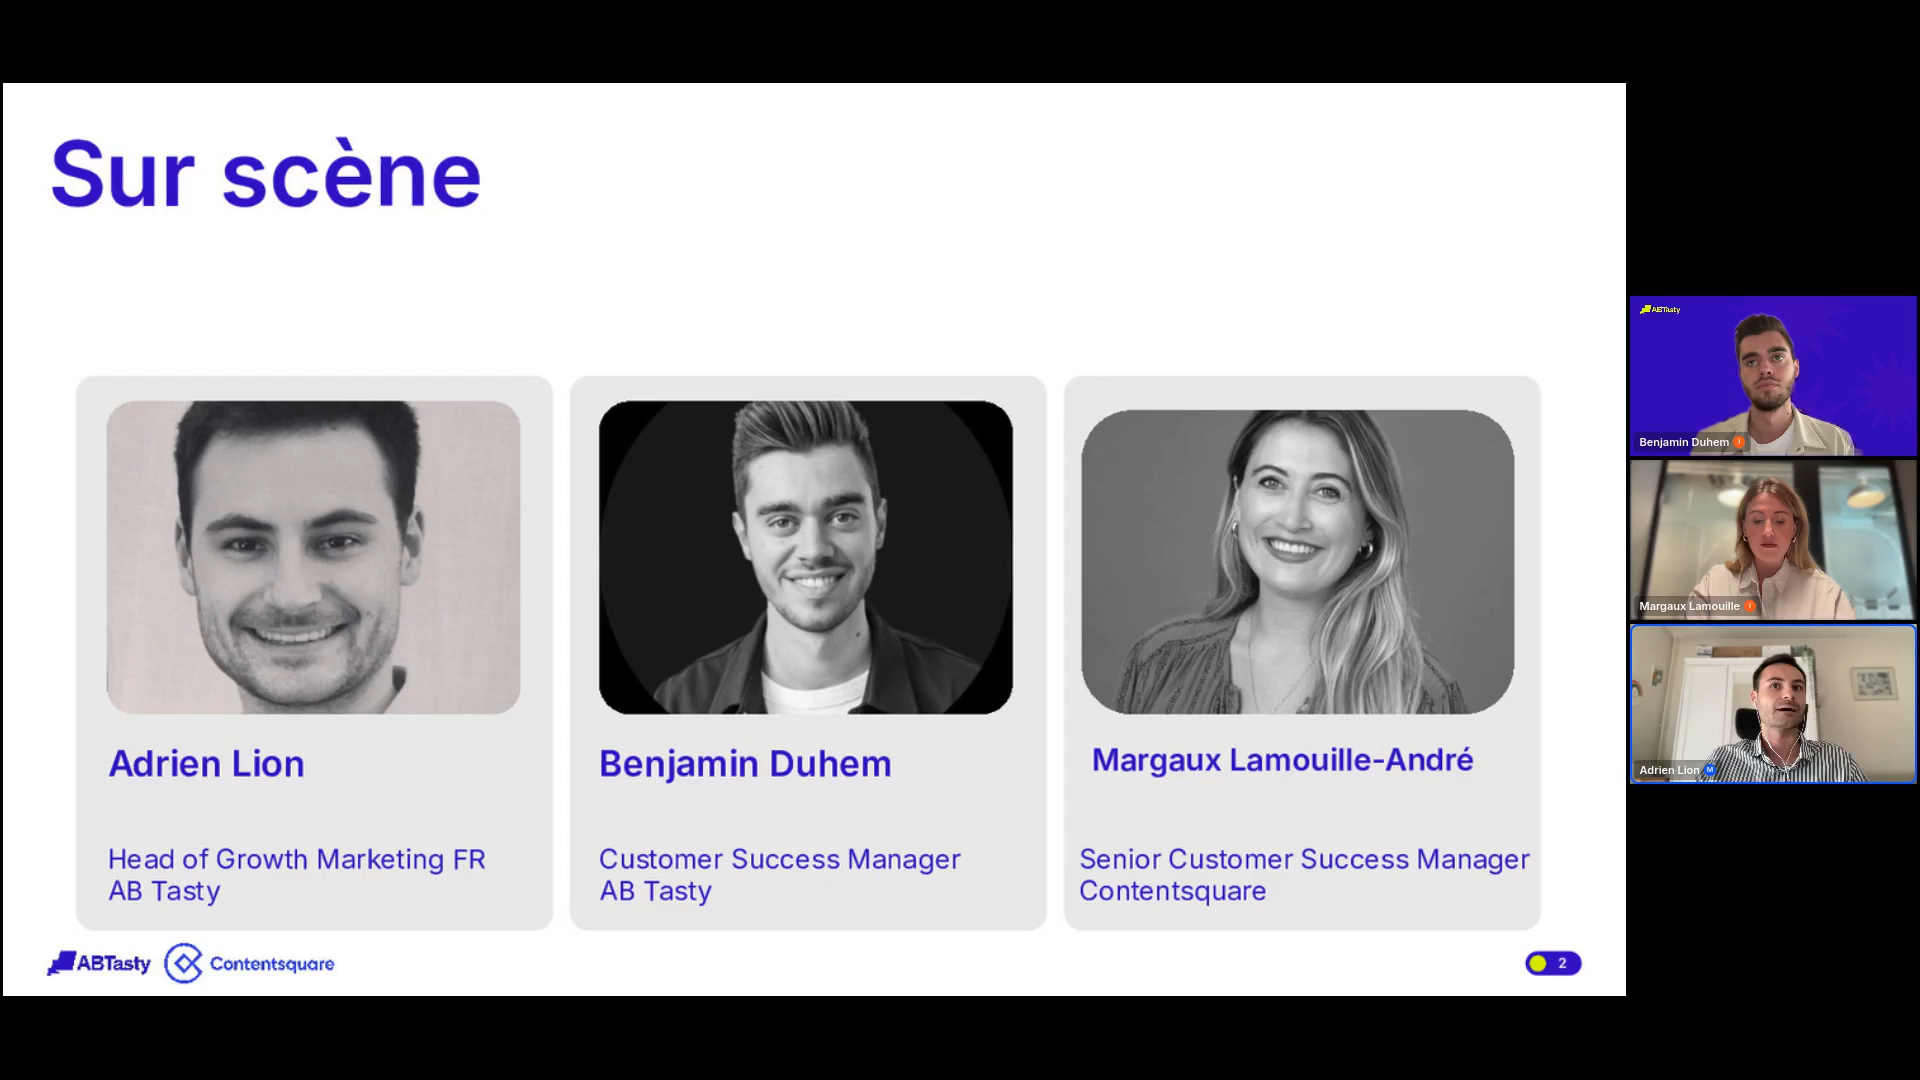 Sur scène
Adrien Lion
Head of Growth Marketing FR
AB Tasty
Benjamin Duhem
Customer Success Manager
AB Tasty
Margaux Lamouille-André
Senior Customer Success Manager
Contentsquare
ABTasty
Contentsquare
2
ABTasty
Benjamin Duhem
Margaux Lamouille
Adrien Lion M